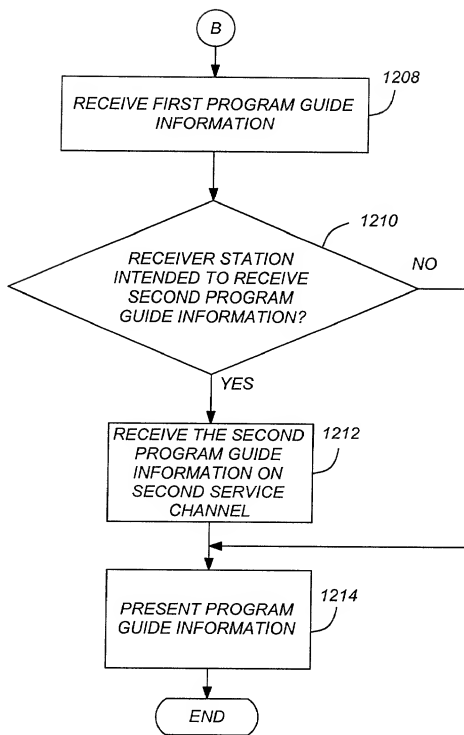 B
RECEIVE FIRST PROGRAM GUIDE
INFORMATION
1208
1210
RECEIVER STATION
INTENDED TO RECEIVE
SECOND PROGRAM
GUIDE INFORMATION?
NO
YES
RECEIVE THE SECOND
PROGRAM GUIDE
INFORMATION ON
SECOND SERVICE
CHANNEL
1212
PRESENT PROGRAM
GUIDE INFORMATION
1214
END